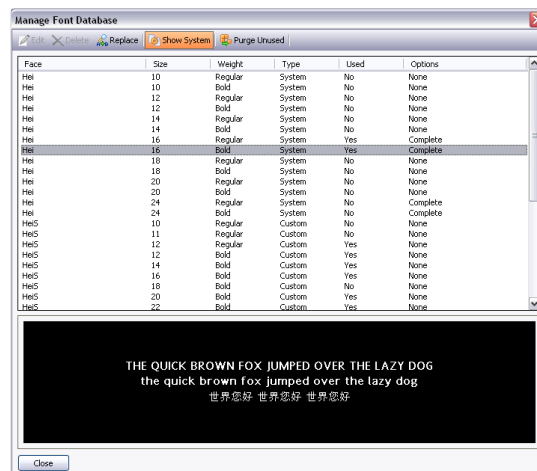 Manage Font Database
Edit Delete Replace Show System Purge Unused
Face Size Weight Type Used Options
Hei 10 Regular System No None
Hei 10 Bold System No None
Hei 12 Regular System No None
Hei 12 Bold System No None
Hei 14 Regular System No None
Hei 14 Bold System No None
Hei 16 Regular System Yes Complete
Hei 16 Bold System Yes Complete
Hei 18 Regular System No None
Hei 18 Bold System No None
Hei 20 Regular System No None
Hei 20 Bold System No None
Hei 24 Regular System No Complete
Hei 24 Bold System No Complete
HeiS 10 Regular Custom No None
HeiS 11 Regular Custom No None
HeiS 12 Regular Custom Yes None
HeiS 12 Bold Custom Yes None
HeiS 14 Bold Custom Yes None
HeiS 16 Bold Custom Yes None
HeiS 18 Bold Custom No None
HeiS 20 Bold Custom Yes None
HeiS 22 Bold Custom Yes None
THE QUICK BROWN FOX JUMPED OVER THE LAZY DOG
the quick brown fox jumped over the lazy dog
世界您好 世界您好 世界您好
Close